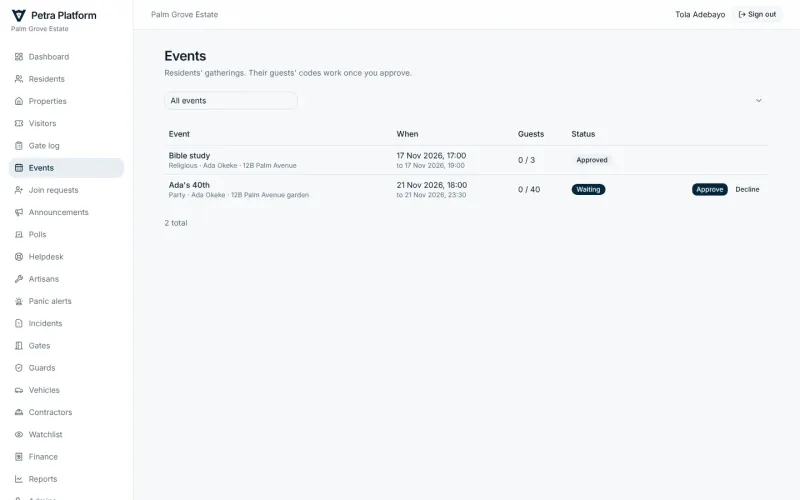 Petra Platform
Palm Grove Estate
Palm Grove Estate
Tola Adebayo
Sign out
Dashboard
Residents
Properties
Visitors
Gate log
Events
Join requests
Announcements
Polls
Helpdesk
Artisans
Panic alerts
Incidents
Gates
Guards
Vehicles
Contractors
Watchlist
Finance
Reports
Events
Residents' gatherings. Their guests' codes work once you approve.
All events
Event When Guests Status
Bible study 17 Nov 2026, 17:00 0 / 3 Approved
Religious · Ada Okeke · 12B Palm Avenue to 17 Nov 2026, 19:00
Ada's 40th 21 Nov 2026, 18:00 0 / 40 Waiting Approve Decline
Party · Ada Okeke · 12B Palm Avenue garden to 21 Nov 2026, 23:30
2 total